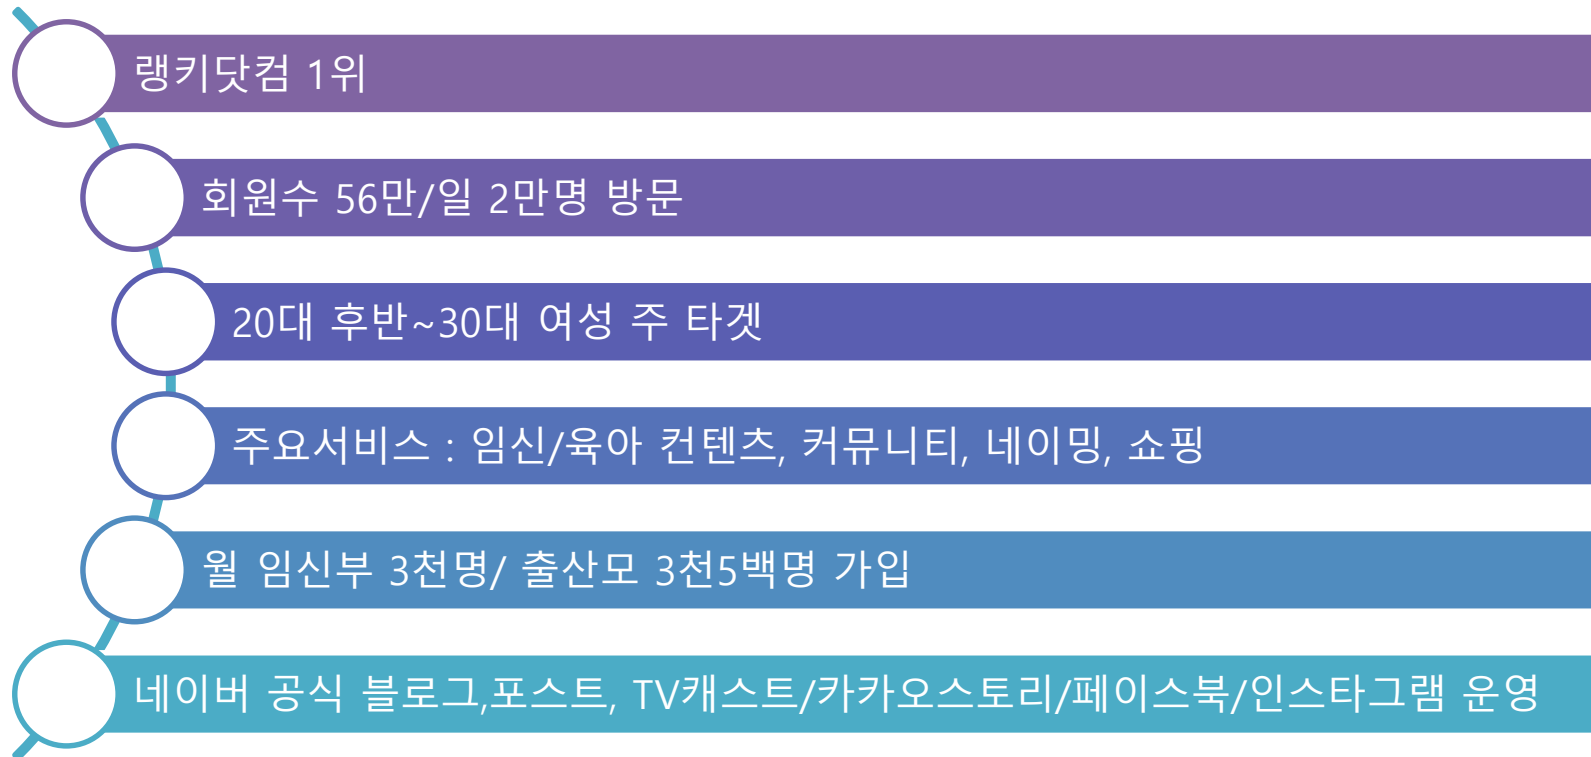 랭키닷컴 1위
회원수 56만/일 2만명 방문
20대 후반~30대 여성 주 타겟
주요서비스 : 임신/육아 컨텐츠, 커뮤니티, 네이밍, 쇼핑
월 임신부 3천명/ 출산모 3천5백명 가입
네이버 공식 블로그,포스트, TV캐스트/카카오스토리/페이스북/인스타그램 운영